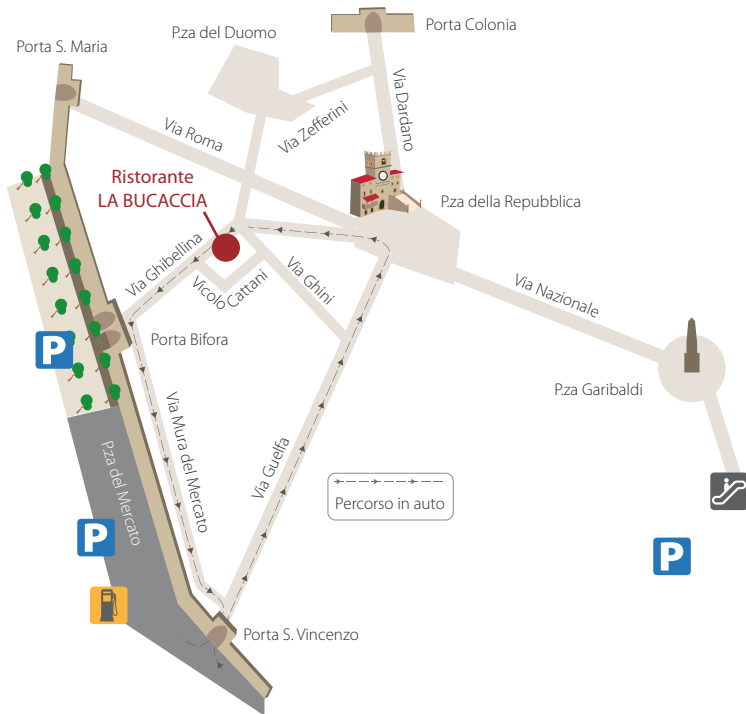 Porta Colonia
P.za del Duomo
Porta S. Maria
Via Dardano
Via Zefferini
Via Roma
Ristorante
LA BUCACCIA
P.za della Repubblica
Via Ghibellina
Vicolo Cattani
Via Ghini
Via Nazionale
Porta Bifora
P
P.za Garibaldi
Via Mura del Mercato
Via Guelfa
P.za del Mercato
Percorso in auto
P
P
Porta S. Vincenzo